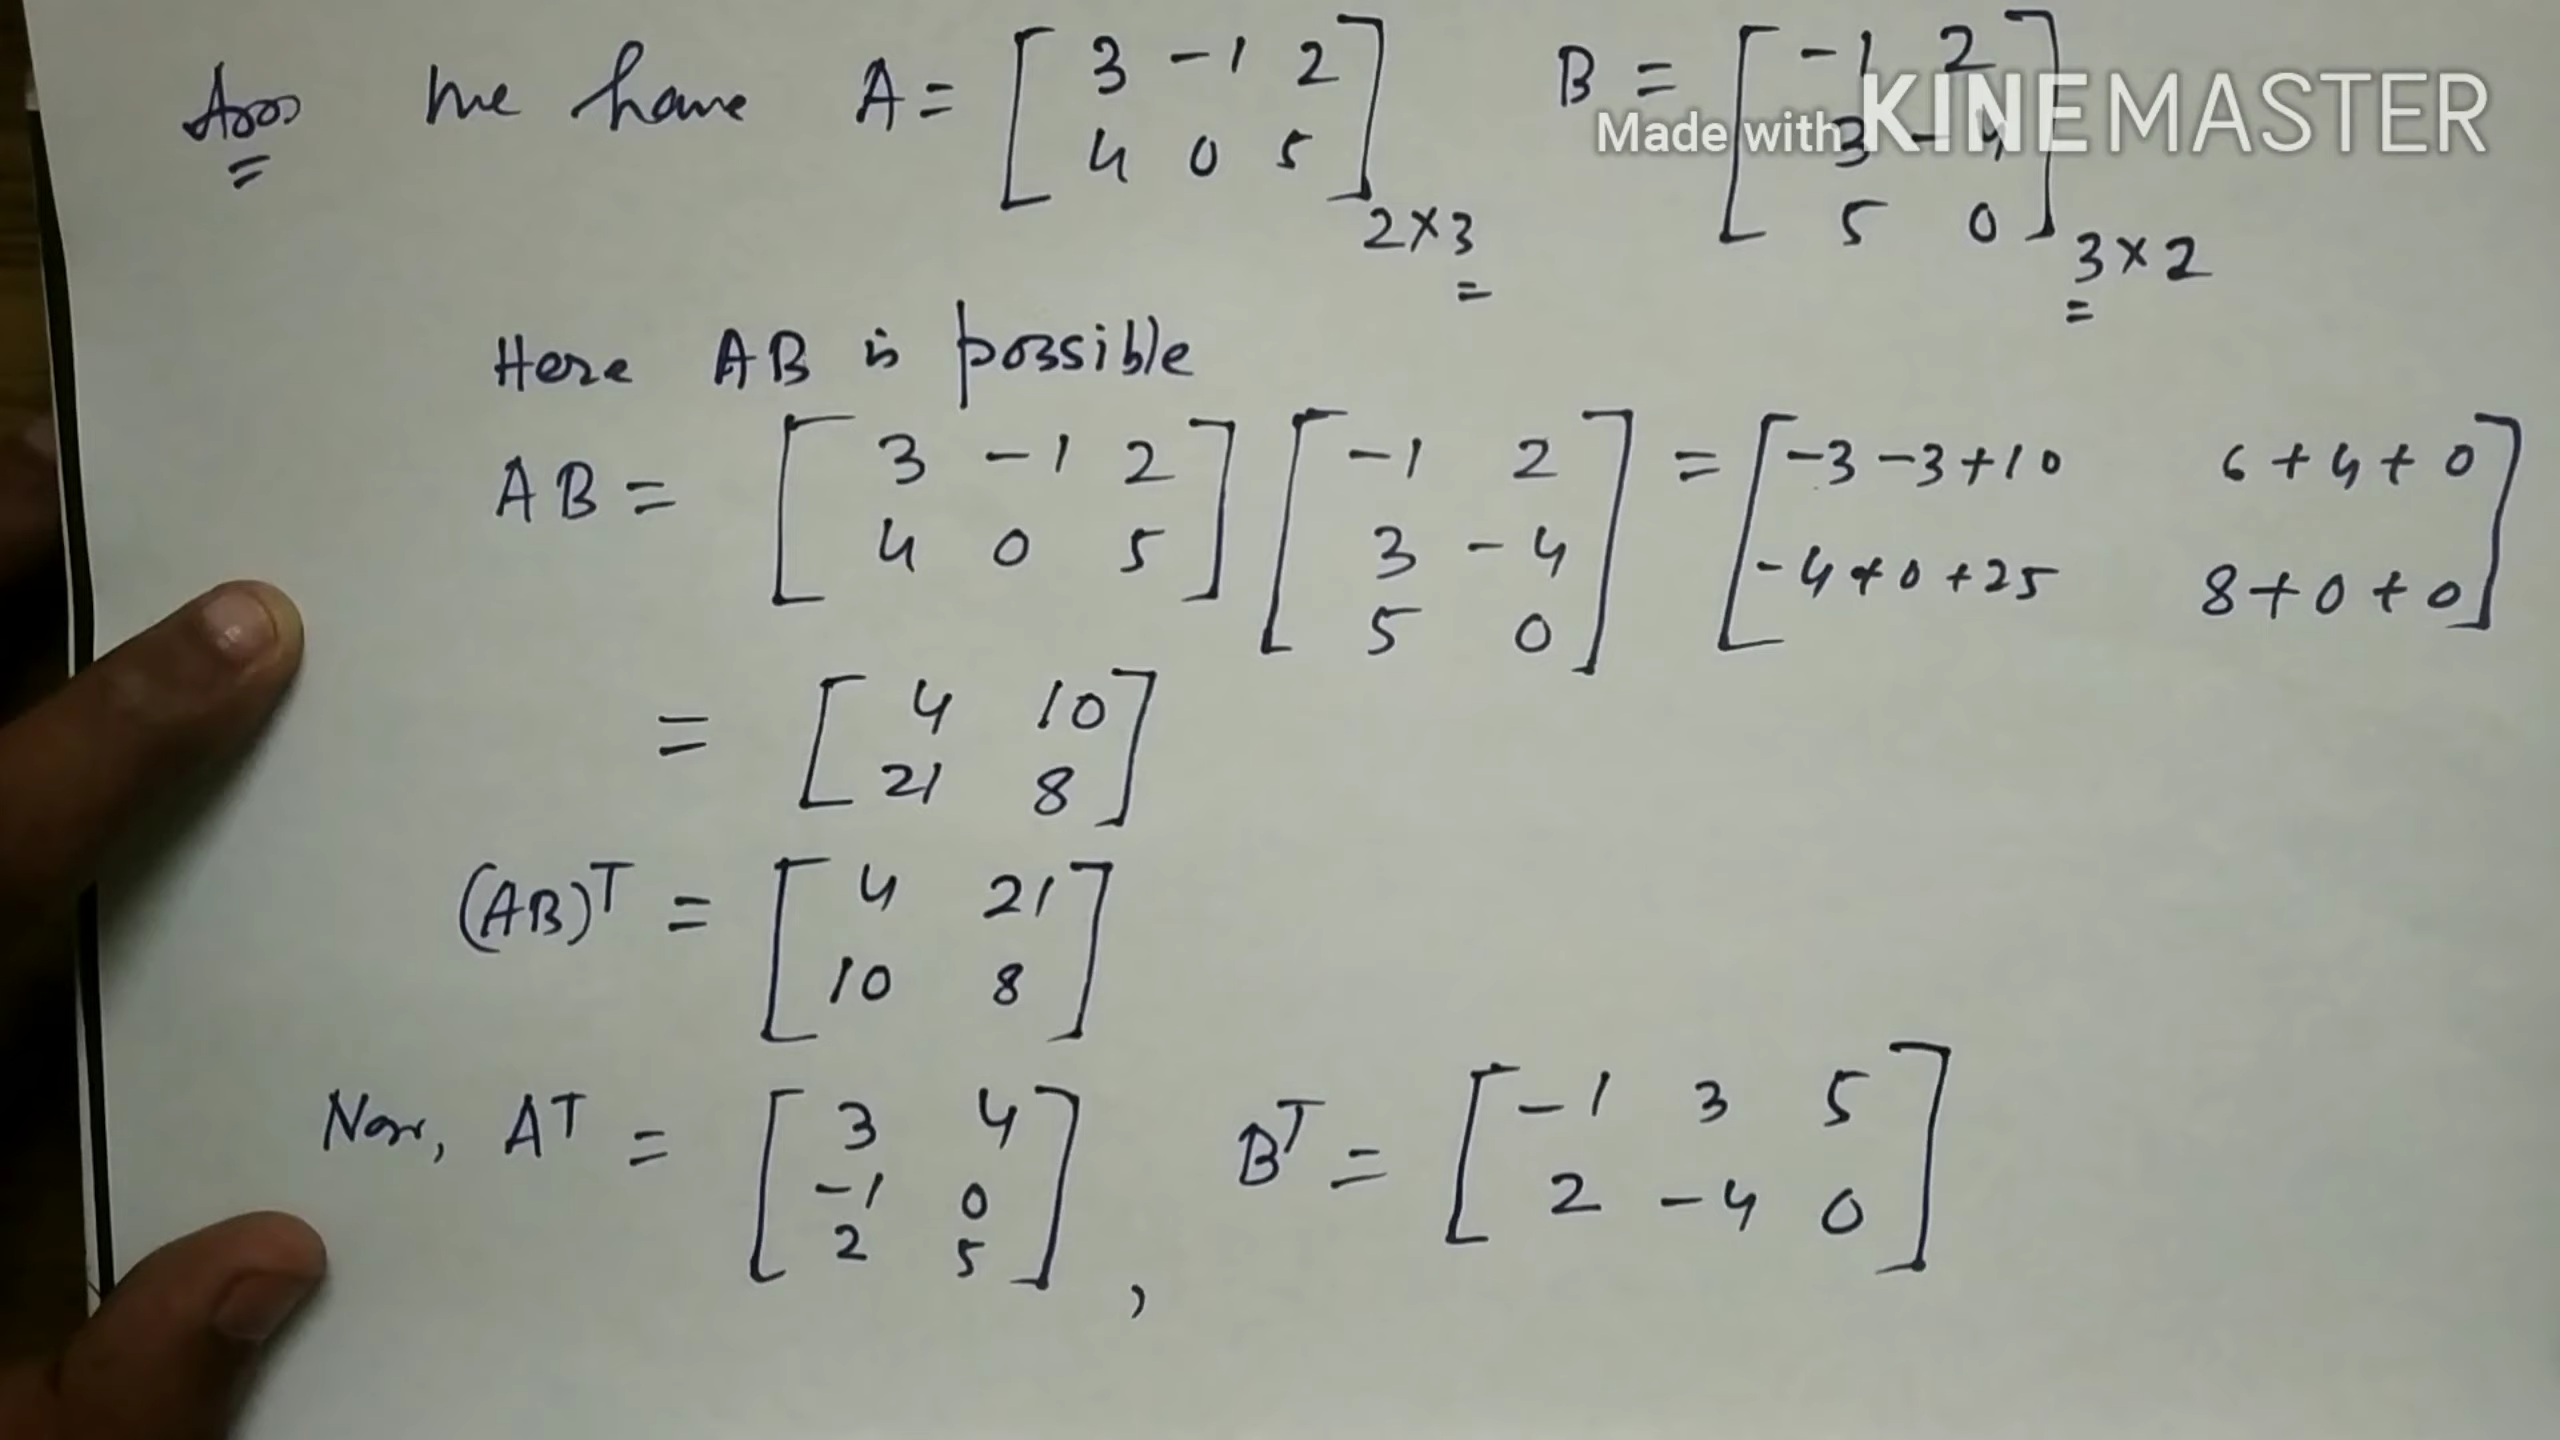 Ans We have A = [ 3 -1 2 B = [ -1 2
Made with KINEMASTER
4 0 5 ] 2×3 3 -4
5 0 ] 3×2
Here AB is possible
AB = [ 3 -1 2 [ -1 2 = [ -3-3+10 6+4+0
4 0 5 ] 3 -4 -4+0+25 8+0+0 ]
5 0 ]
= [ 4 10
21 8 ]
(AB)ᵀ = [ 4 21
10 8 ]
Now, Aᵀ = [ 3 4 Bᵀ = [ -1 3 5
-1 0 2 -4 0 ]
2 5 ] ,